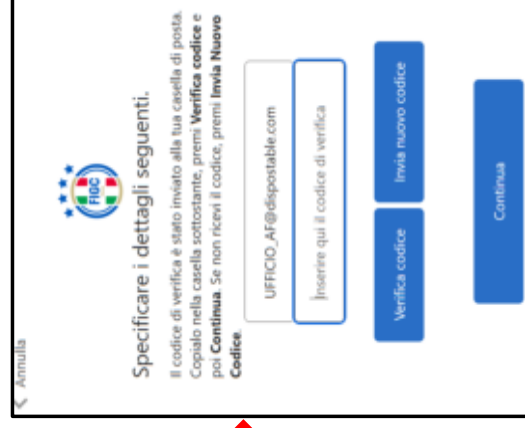 Annulla
FIGC
Specificare i dettagli seguenti.
Il codice di verifica è stato inviato alla tua casella di posta.
Copialo nella casella sottostante, premi Verifica codice e
poi Continua. Se non ricevi il codice, premi Invia Nuovo
Codice.
UFFICIO_AF@dispostable.com
Inserire qui il codice di verifica
Verifica codice
Invia nuovo codice
Continua